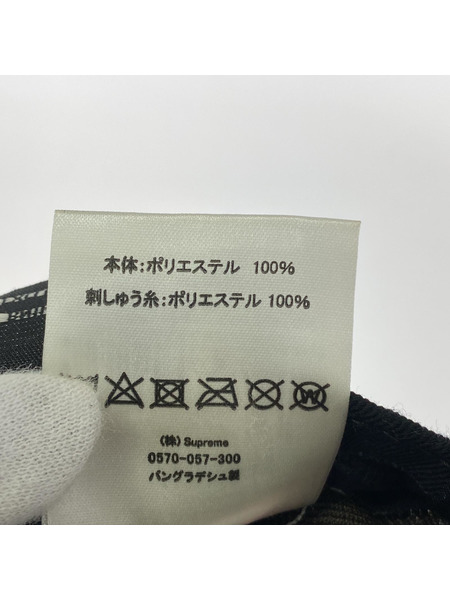 本体:ポリエステル 100%
刺しゅう糸:ポリエステル 100%
W
(株) Supreme
0570-057-300
バングラデシュ製